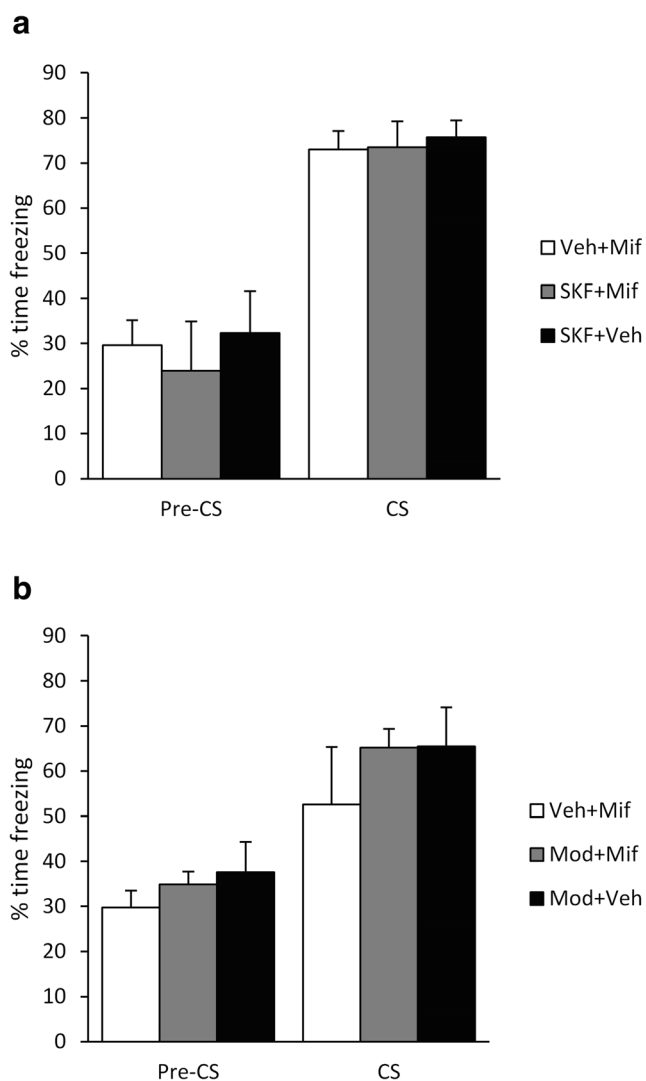 a
90
80
70
60
50
40
30
20
10
0
% time freezing
Pre-CS
CS
Veh+Mif
SKF+Mif
SKF+Veh
b
90
80
70
60
50
40
30
20
10
0
% time freezing
Pre-CS
CS
Veh+Mif
Mod+Mif
Mod+Veh